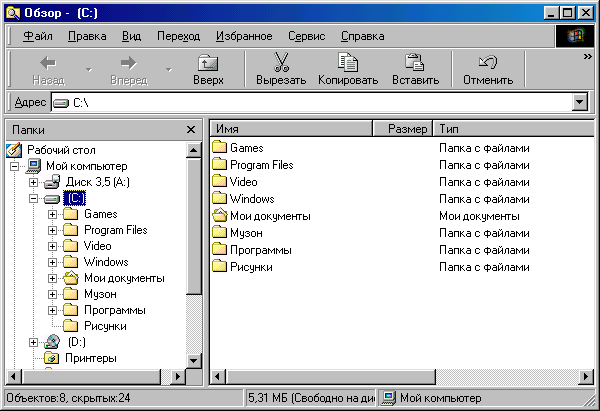 Обзор - (C:)
Файл Правка Вид Переход Избранное Сервис Справка
Назад Вперед Вверх Вырезать Копировать Вставить Отменить »
Адрес C:\
Папки
Рабочий стол
Мой компьютер
Диск 3,5 (A:)
(C:)
Games
Program Files
Video
Windows
Мои документы
Музон
Программы
Рисунки
(D:)
Принтеры
Имя Размер Тип
Games Папка с файлами
Program Files Папка с файлами
Video Папка с файлами
Windows Папка с файлами
Мои документы Мои документы
Музон Папка с файлами
Программы Папка с файлами
Рисунки Папка с файлами
Объектов:8, скрытых:24 5,31 МБ (Свободно на ди Мой компьютер